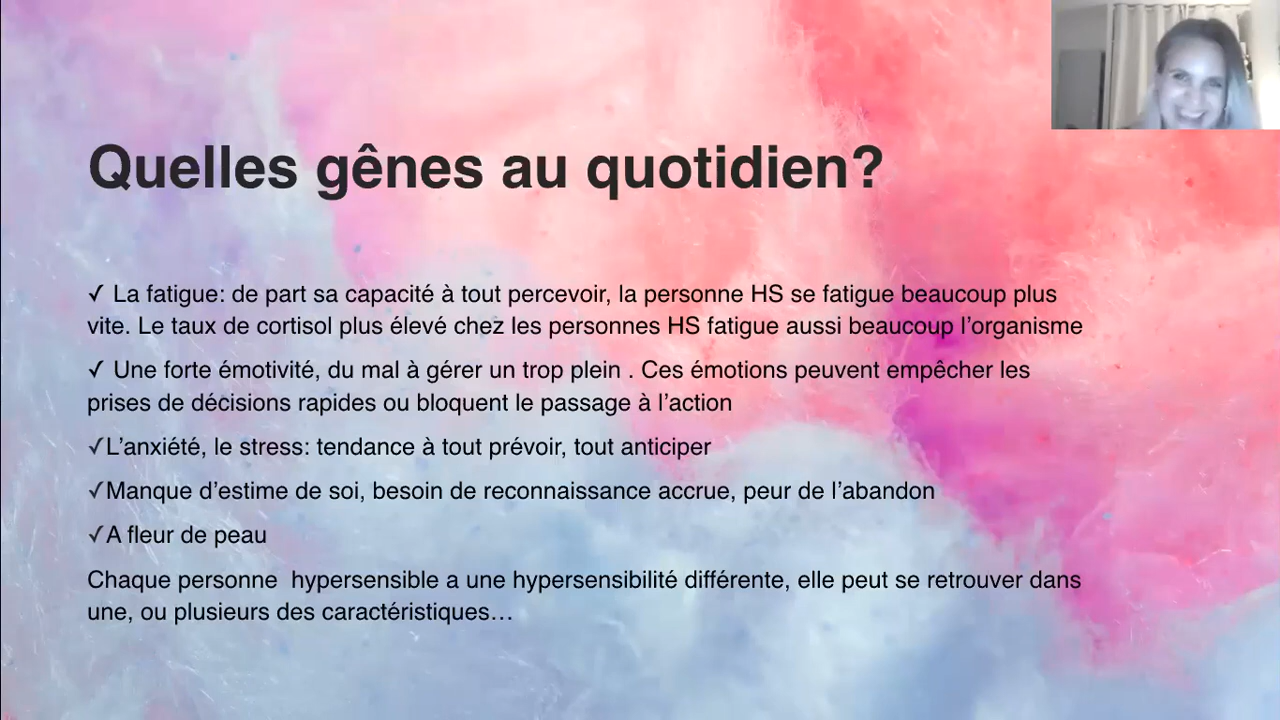 Quelles gênes au quotidien?
✓ La fatigue: de part sa capacité à tout percevoir, la personne HS se fatigue beaucoup plus
vite. Le taux de cortisol plus élevé chez les personnes HS fatigue aussi beaucoup l’organisme
✓ Une forte émotivité, du mal à gérer un trop plein . Ces émotions peuvent empêcher les
prises de décisions rapides ou bloquent le passage à l’action
✓L’anxiété, le stress: tendance à tout prévoir, tout anticiper
✓Manque d’estime de soi, besoin de reconnaissance accrue, peur de l’abandon
✓A fleur de peau
Chaque personne  hypersensible a une hypersensibilité différente, elle peut se retrouver dans
une, ou plusieurs des caractéristiques…